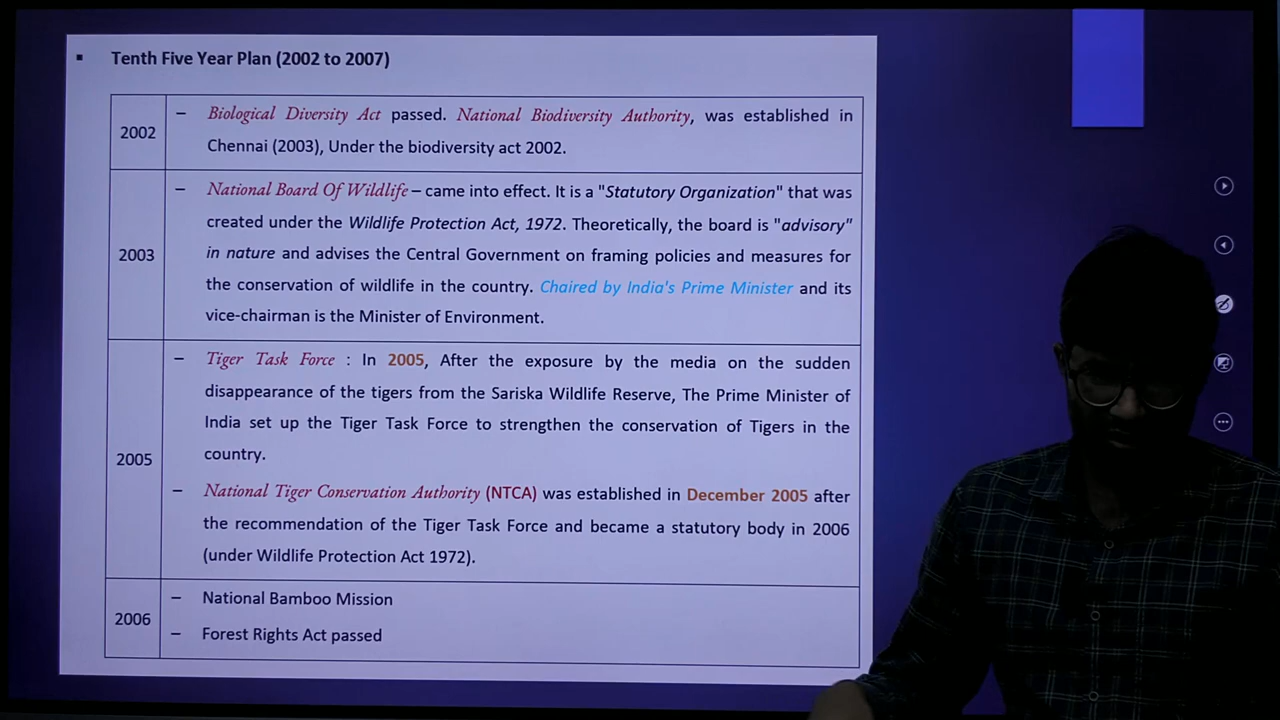 ▪ Tenth Five Year Plan (2002 to 2007)
2002
– Biological Diversity Act passed. National Biodiversity Authority, was established in
Chennai (2003), Under the biodiversity act 2002.
2003
– National Board Of Wildlife – came into effect. It is a "Statutory Organization" that was
created under the Wildlife Protection Act, 1972. Theoretically, the board is "advisory"
in nature and advises the Central Government on framing policies and measures for
the conservation of wildlife in the country. Chaired by India's Prime Minister and its
vice-chairman is the Minister of Environment.
2005
– Tiger Task Force : In 2005, After the exposure by the media on the sudden
disappearance of the tigers from the Sariska Wildlife Reserve, The Prime Minister of
India set up the Tiger Task Force to strengthen the conservation of Tigers in the
country.
– National Tiger Conservation Authority (NTCA) was established in December 2005 after
the recommendation of the Tiger Task Force and became a statutory body in 2006
(under Wildlife Protection Act 1972).
2006
– National Bamboo Mission
– Forest Rights Act passed